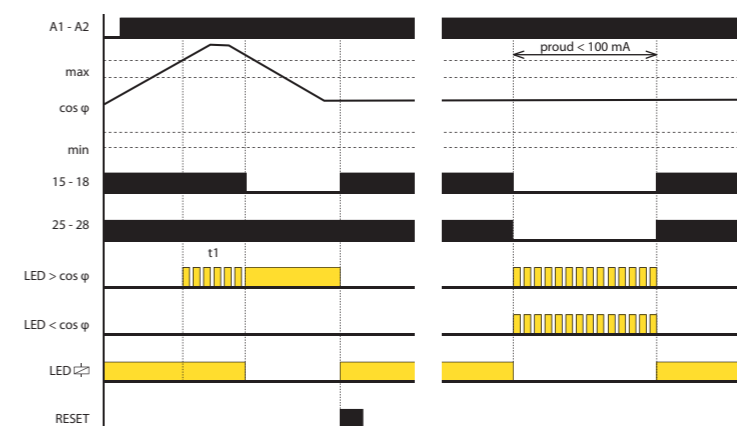 A1 - A2
proud < 100 mA
max
cos φ
min
15 - 18
25 - 28
t1
LED > cos φ
LED < cos φ
LED
RESET